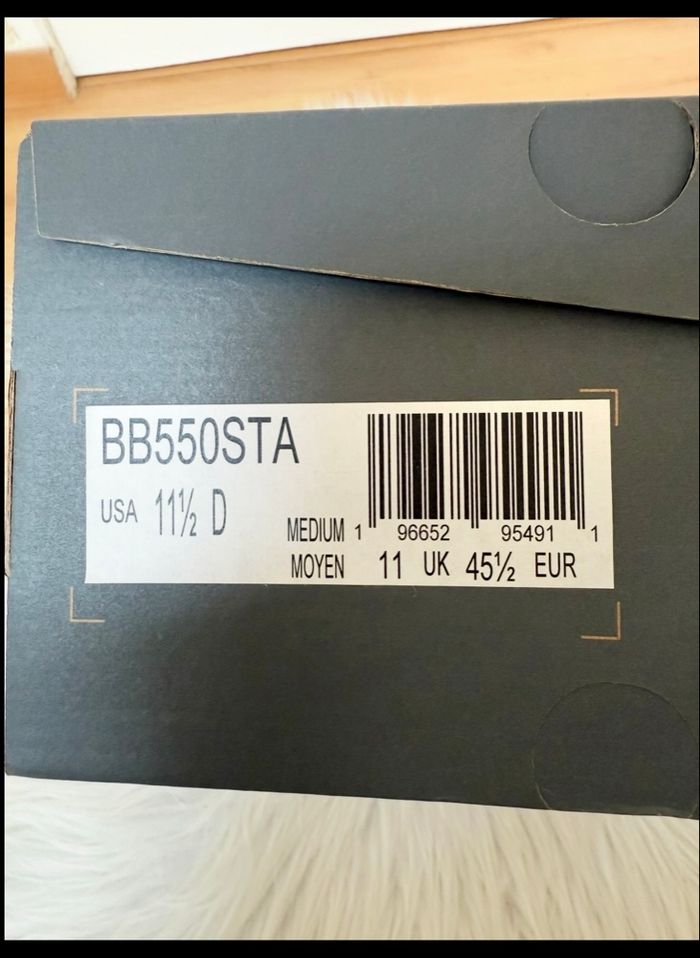 BB550STA
USA 11½ D
MEDIUM 1 96652 95491 1
MOYEN 11 UK 45½ EUR